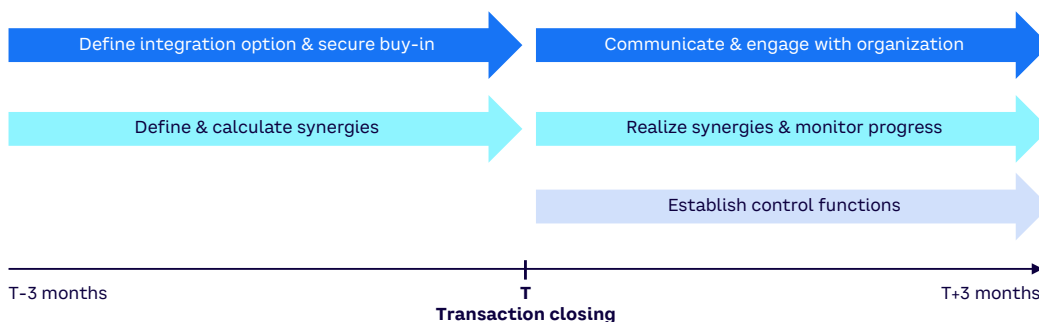 Define integration option & secure buy-in
Communicate & engage with organization
Define & calculate synergies
Realize synergies & monitor progress
Establish control functions
T-3 months
T
T+3 months
Transaction closing